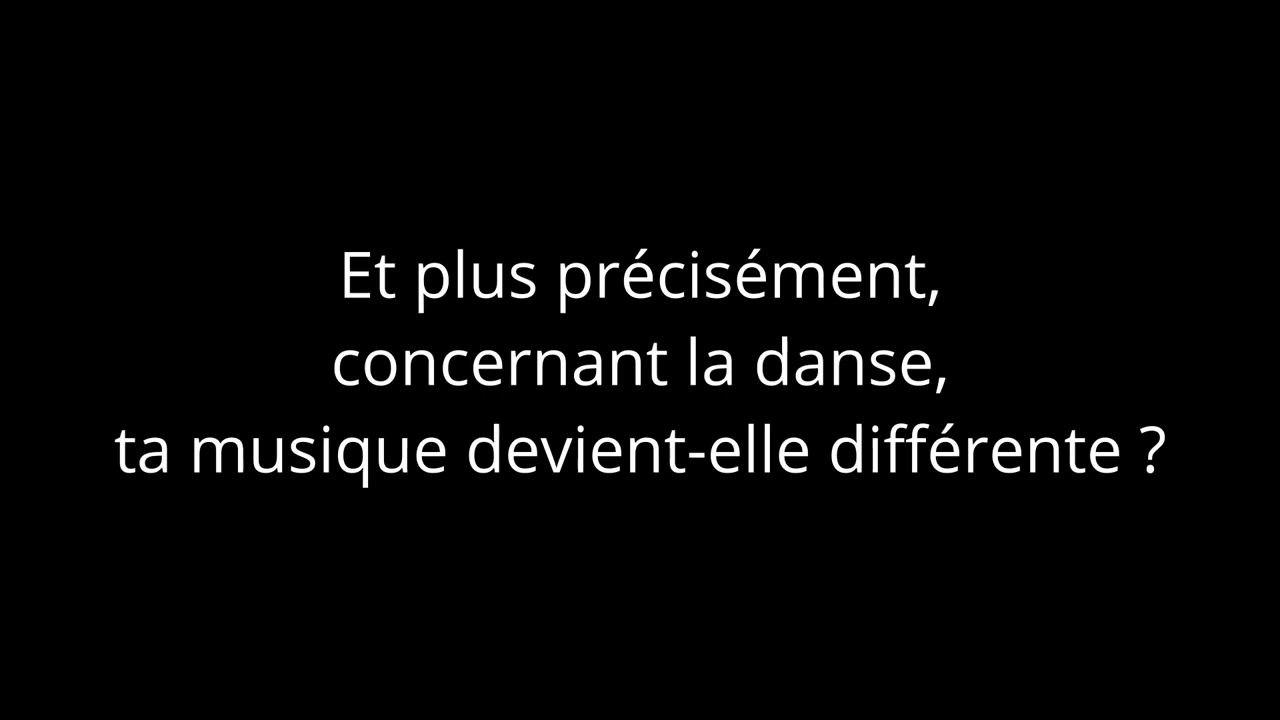 Et plus précisément,
concernant la danse,
ta musique devient-elle différente ?